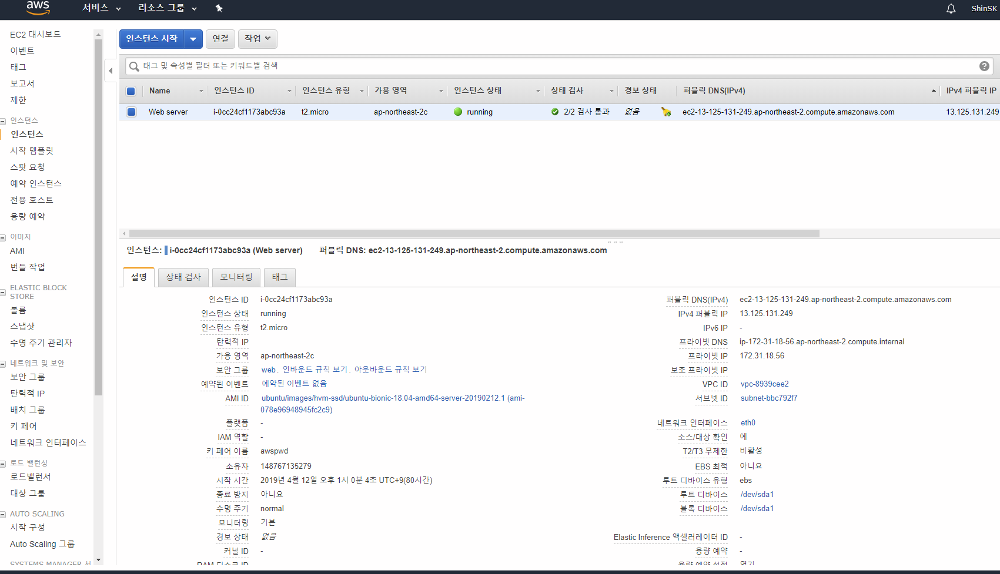 aws 서비스 리소스 그룹 ShinSK
EC2 대시보드
이벤트
태그
보고서
제한
인스턴스
인스턴스
시작 템플릿
스팟 요청
예약 인스턴스
전용 호스트
용량 예약
이미지
AMI
번들 작업
ELASTIC BLOCK
STORE
볼륨
스냅샷
수명 주기 관리자
네트워크 및 보안
보안 그룹
탄력적 IP
배치 그룹
키 페어
네트워크 인터페이스
로드 밸런싱
로드밸런서
대상 그룹
AUTO SCALING
시작 구성
Auto Scaling 그룹
SYSTEMS MANAGER 서
인스턴스 시작 연결 작업
태그 및 속성별 필터 또는 키워드별 검색
Name 인스턴스 ID 인스턴스 유형 가용 영역 인스턴스 상태 상태 검사 경보 상태 퍼블릭 DNS(IPv4) IPv4 퍼블릭 IP
Web server i-0cc24cf1173abc93a t2.micro ap-northeast-2c running 2/2 검사 통과 없음 ec2-13-125-131-249.ap-northeast-2.compute.amazonaws.com 13.125.131.249
인스턴스: i-0cc24cf1173abc93a (Web server) 퍼블릭 DNS: ec2-13-125-131-249.ap-northeast-2.compute.amazonaws.com
설명 상태 검사 모니터링 태그
인스턴스 ID i-0cc24cf1173abc93a
인스턴스 상태 running
인스턴스 유형 t2.micro
탄력적 IP
가용 영역 ap-northeast-2c
보안 그룹 web. 인바운드 규칙 보기. 아웃바운드 규칙 보기
예약된 이벤트 예약된 이벤트 없음
AMI ID ubuntu/images/hvm-ssd/ubuntu-bionic-18.04-amd64-server-20190212.1 (ami-
078e96948945fc2c9)
플랫폼 -
IAM 역할 -
키 페어 이름 awspwd
소유자 148767135279
시작 시간 2019년 4월 12일 오후 1시 0분 4초 UTC+9(80시간)
종료 방지 아니요
수명 주기 normal
모니터링 기본
경보 상태 없음
커널 ID -
RAM 디스크 ID
퍼블릭 DNS(IPv4) ec2-13-125-131-249.ap-northeast-2.compute.amazonaws.com
IPv4 퍼블릭 IP 13.125.131.249
IPv6 IP -
프라이빗 DNS ip-172-31-18-56.ap-northeast-2.compute.internal
프라이빗 IP 172.31.18.56
보조 프라이빗 IP
VPC ID vpc-8939cee2
서브넷 ID subnet-bbc792f7
네트워크 인터페이스 eth0
소스/대상 확인 예
T2/T3 무제한 비활성
EBS 최적 아니요
루트 디바이스 유형 ebs
루트 디바이스 /dev/sda1
블록 디바이스 /dev/sda1
Elastic Inference 액셀러레이터 ID -
용량 예약 -
용량 예약 설정 열기